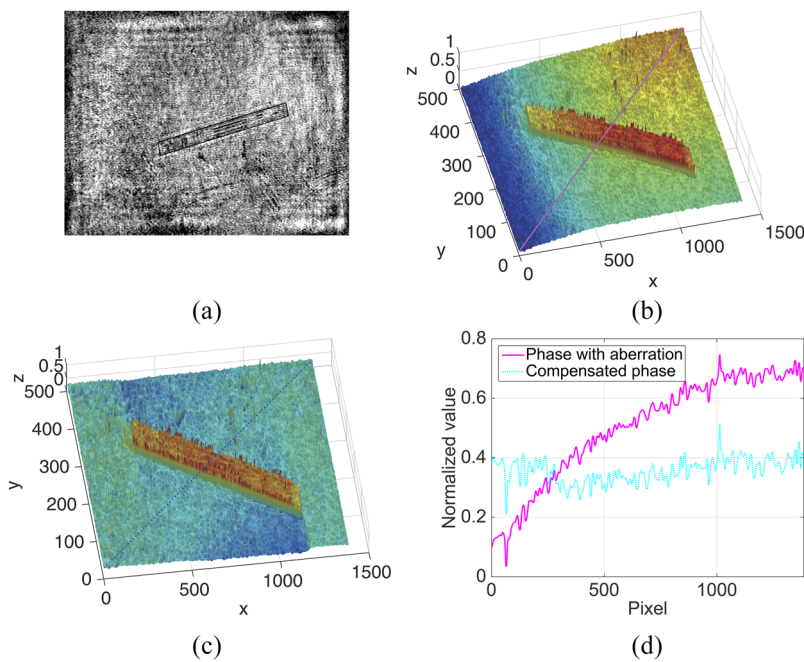 1
0.5
0
z
500
400
300
200
100
0
y
0
500
1000
1500
x
(a)
(b)
1
0.5
0
z
500
400
300
200
100
0
y
0
500
1000
1500
x
(c)
0.8
0.6
0.4
0.2
0
Normalized value
Phase with aberration
Compensated phase
0
500
1000
Pixel
(d)